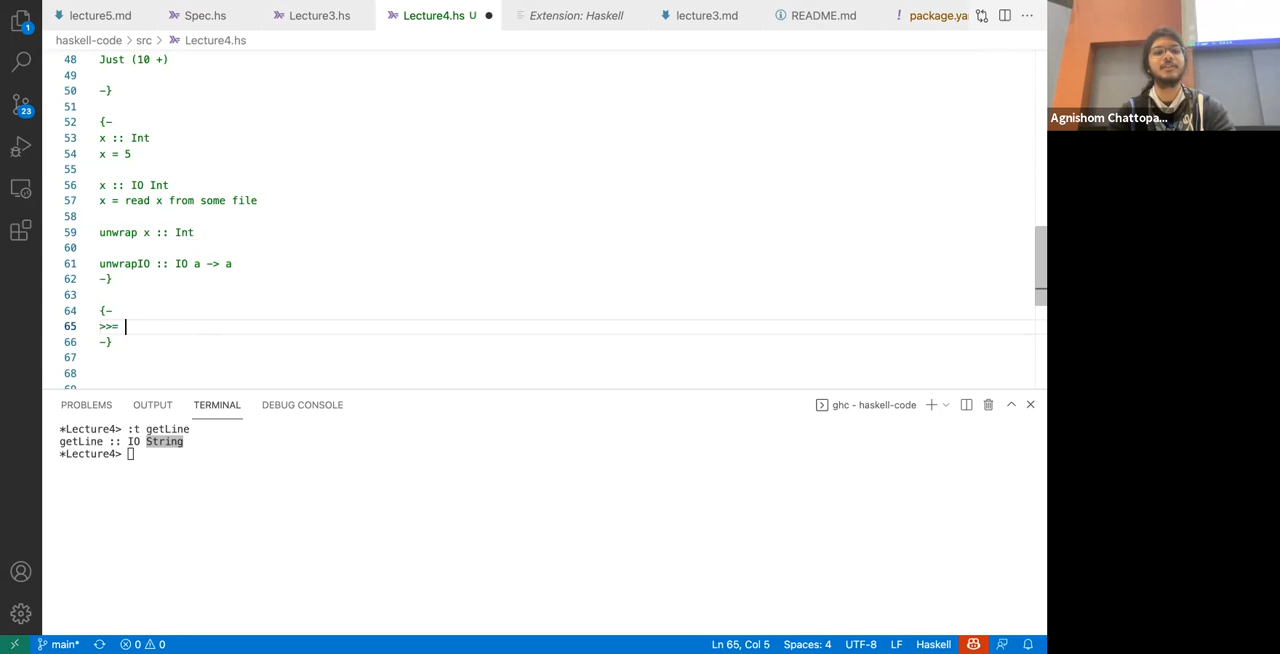 lecture5.md Spec.hs Lecture3.hs Lecture4.hs U Extension: Haskell lecture3.md README.md ! package.ya
haskell-code > src > Lecture4.hs
48 Just (10 +)
49
50 -}
51
52 {-
53 x :: Int
54 x = 5
55
56 x :: IO Int
57 x = read x from some file
58
59 unwrap x :: Int
60
61 unwrapIO :: IO a -> a
62 -}
63
64 {-
65 >>=
66 -}
67
68
1
23
Agnishom Chattopa...
PROBLEMS OUTPUT TERMINAL DEBUG CONSOLE ghc - haskell-code
*Lecture4> :t getLine
getLine :: IO String
*Lecture4>
main* 0 0 Ln 65, Col 5 Spaces: 4 UTF-8 LF Haskell